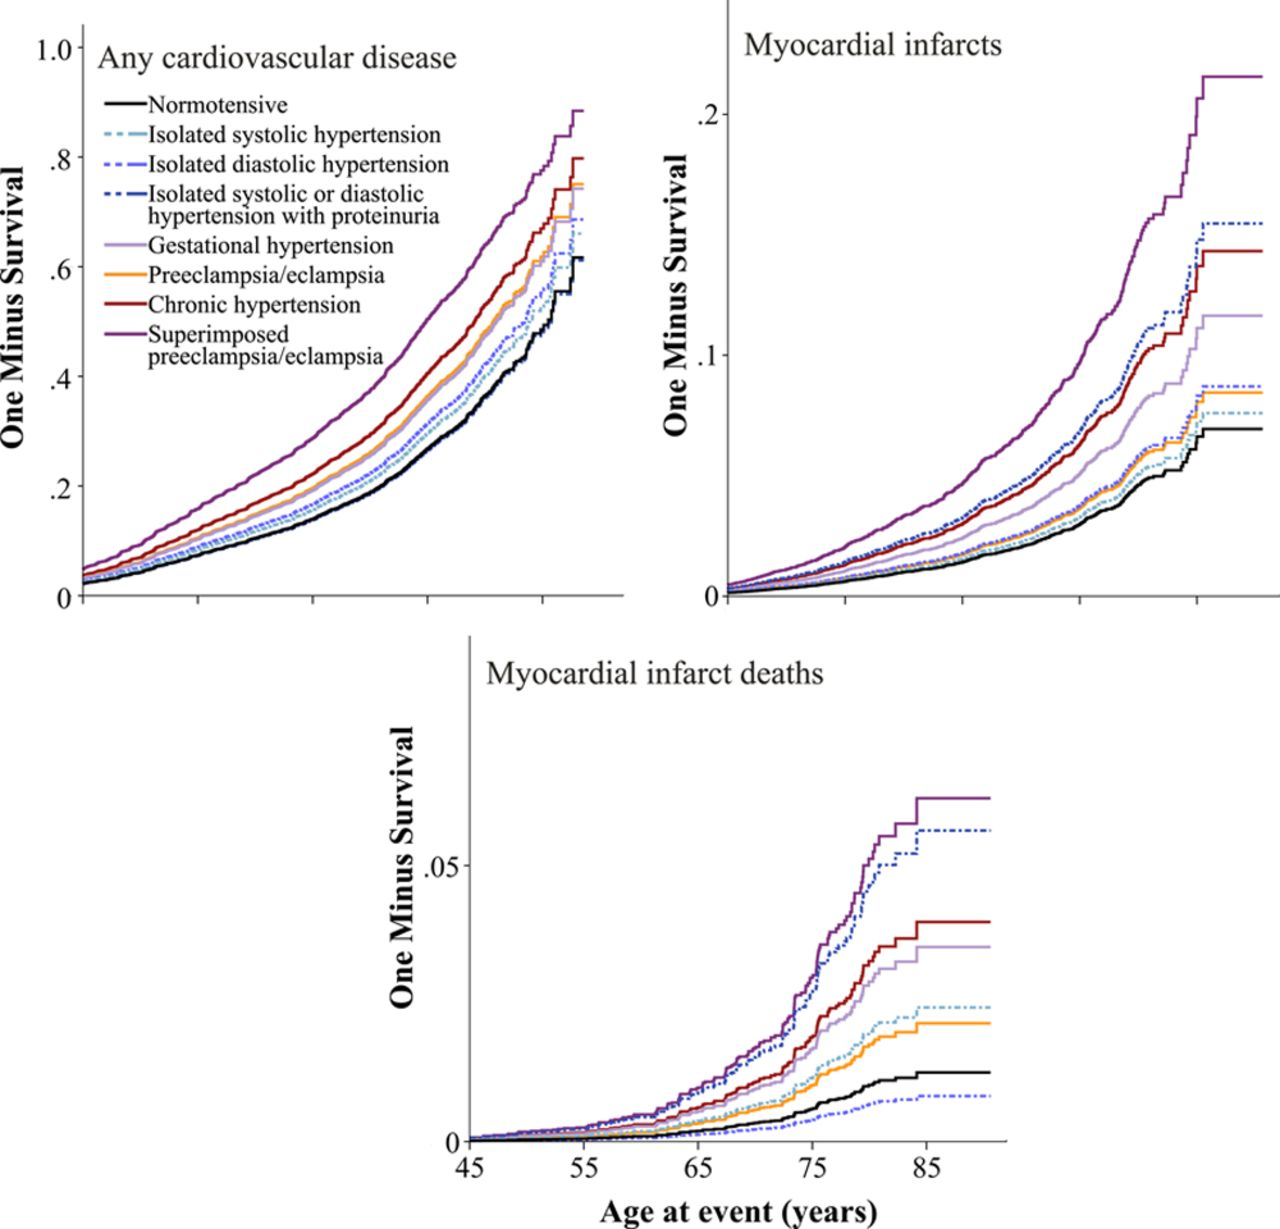 Any cardiovascular disease
One Minus Survival
1.0
.8
.6
.4
.2
0
Normotensive
Isolated systolic hypertension
Isolated diastolic hypertension
Isolated systolic or diastolic
hypertension with proteinuria
Gestational hypertension
Preeclampsia/eclampsia
Chronic hypertension
Superimposed
preeclampsia/eclampsia
Myocardial infarcts
One Minus Survival
.2
.1
0
Myocardial infarct deaths
One Minus Survival
.05
0
45 55 65 75 85
Age at event (years)